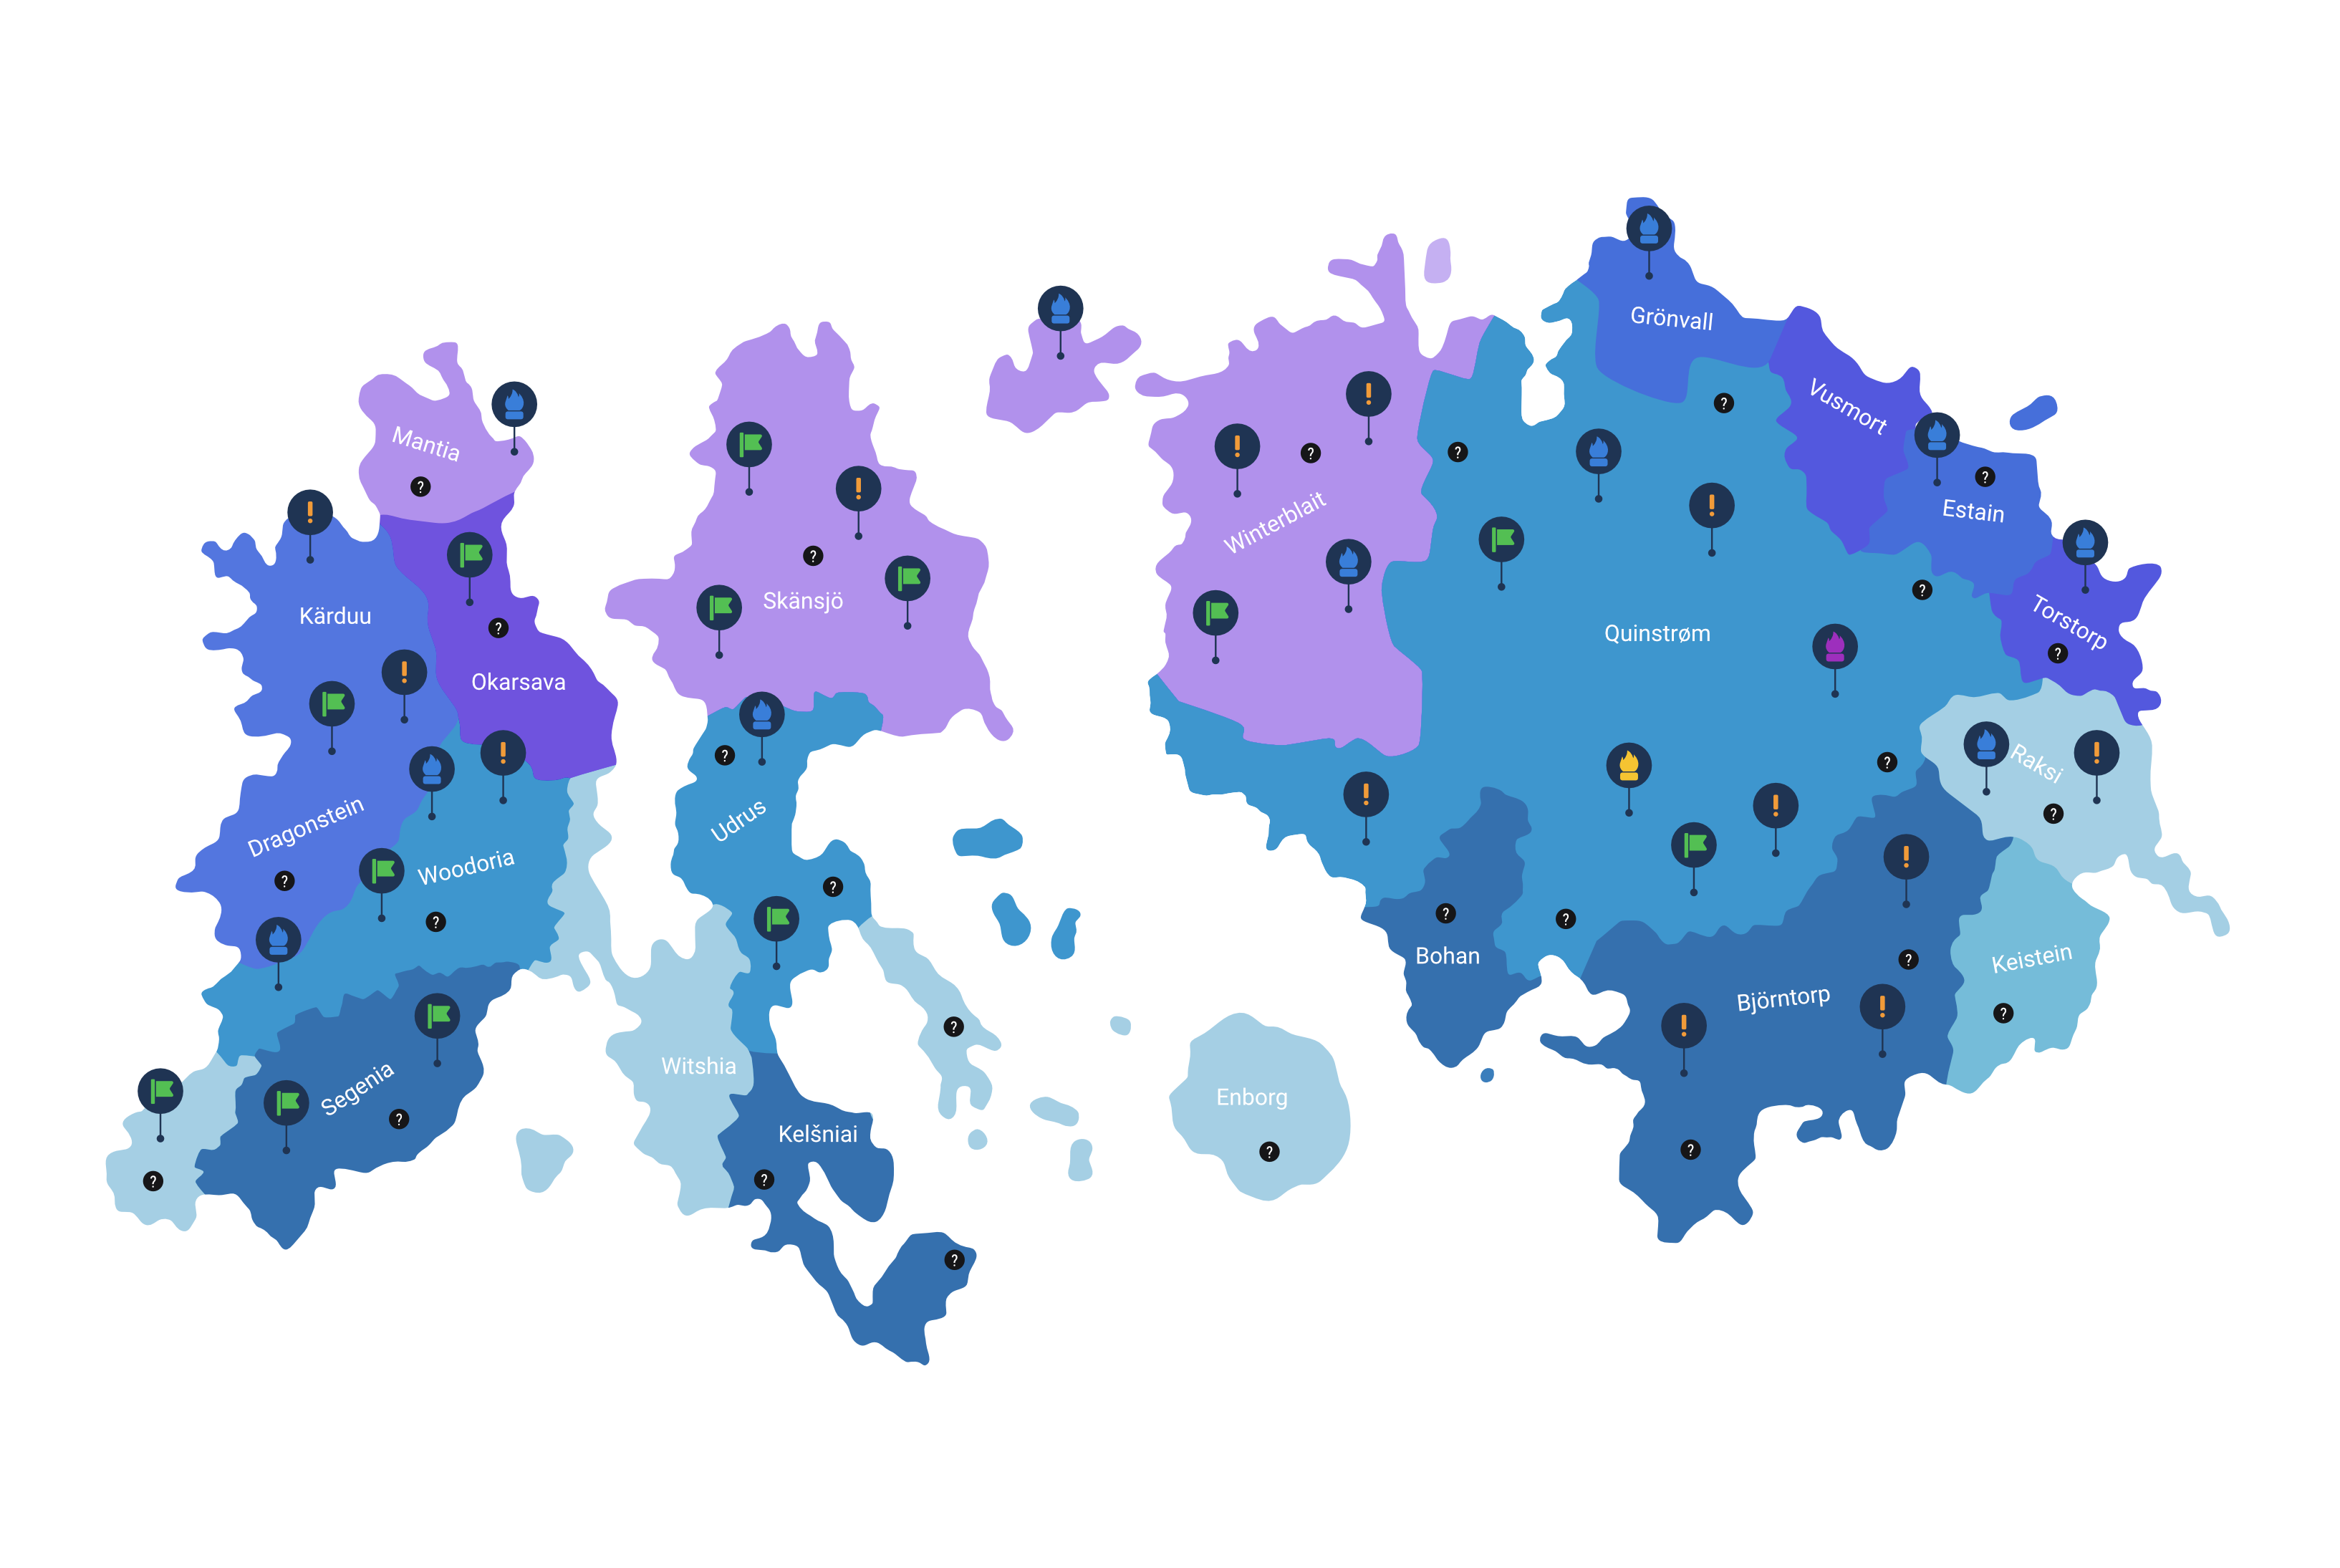 Grönvall
Mantia
Vusmort
Winterblait
Estain
Kärduu
Skänsjö
Quinstrøm
Torstorp
Okarsava
Raksi
Dragonstein
Udrus
Woodoria
Bohan
Keistein
Björntorp
Witshia
Segenia
Enborg
Kelšniai